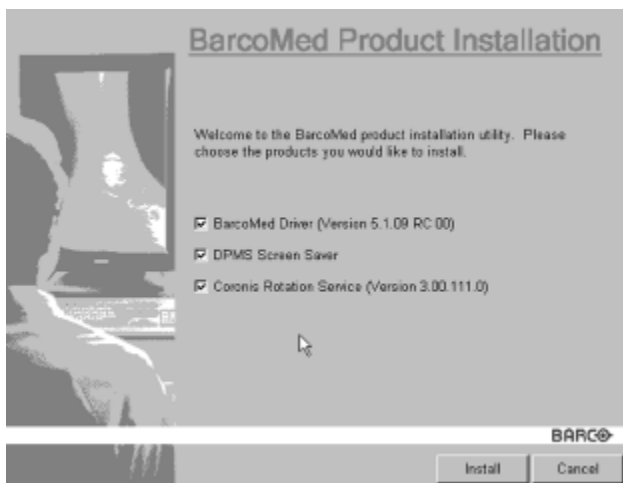 BarcoMed Product Installation
Welcome to the BarcoMed product installation utility. Please
choose the products you would like to install.
BarcoMed Driver (Version 5.1.09 RC 00)
DPMS Screen Saver
Coronis Rotation Service (Version 3.00.111.0)
BARCO
Install
Cancel